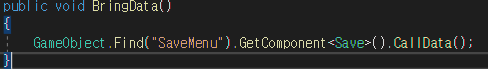 public void BringData()
{
GameObject.Find("SaveMenu").GetComponent<Save>().CallData();
}